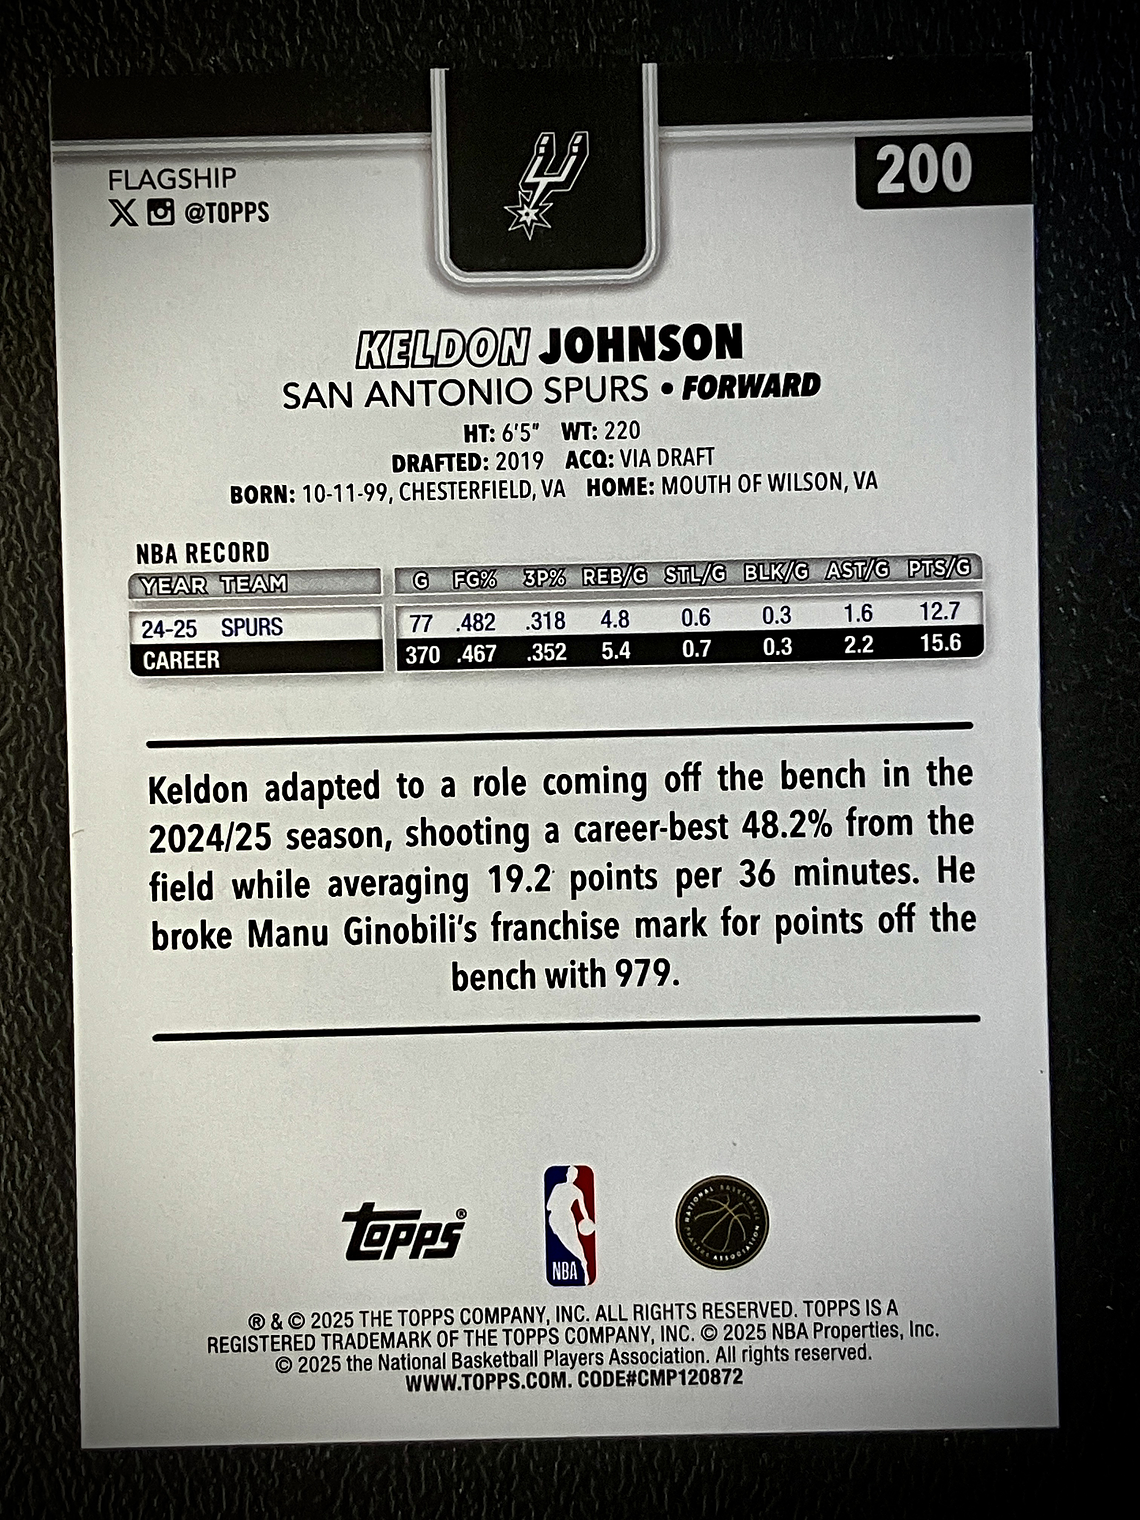 FLAGSHIP
@TOPPS
200
KELDON JOHNSON
SAN ANTONIO SPURS • FORWARD
HT: 6'5" WT: 220
DRAFTED: 2019 ACQ: VIA DRAFT
BORN: 10-11-99, CHESTERFIELD, VA HOME: MOUTH OF WILSON, VA
NBA RECORD
YEAR TEAM G FG% 3P% REB/G STL/G BLK/G AST/G PTS/G
24-25 SPURS 77 .482 .318 4.8 0.6 0.3 1.6 12.7
CAREER 370 .467 .352 5.4 0.7 0.3 2.2 15.6
Keldon adapted to a role coming off the bench in the
2024/25 season, shooting a career-best 48.2% from the
field while averaging 19.2 points per 36 minutes. He
broke Manu Ginobili's franchise mark for points off the
bench with 979.
TOPPS®
NBA
NATIONAL BASKETBALL PLAYERS ASSOCIATION
® & © 2025 THE TOPPS COMPANY, INC. ALL RIGHTS RESERVED. TOPPS IS A
REGISTERED TRADEMARK OF THE TOPPS COMPANY, INC. © 2025 NBA Properties, Inc.
© 2025 the National Basketball Players Association. All rights reserved.
WWW.TOPPS.COM. CODE#CMP120872